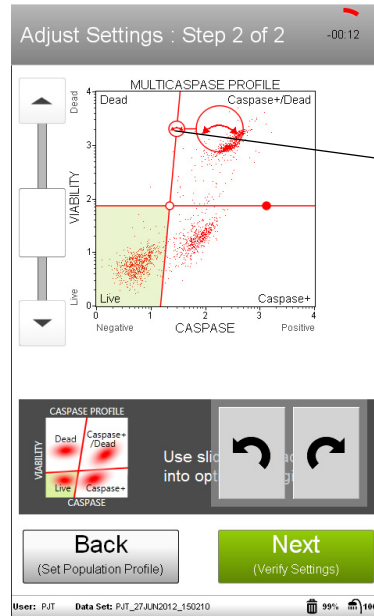 Adjust Settings : Step 2 of 2
-00:12
MULTICASPASE PROFILE
Dead
Dead
Caspase+/Dead
4
3
2
1
0
VIABILITY
Live
Live
Caspase+
0 1 2 3 4
Negative
CASPASE
Positive
CASPASE PROFILE
Dead
Caspase+
/Dead
VIABILITY
Live
Caspase+
CASPASE
Use
into
Back
(Set Population Profile)
Next
(Verify Settings)
User: PJT
Data Set: PJT_27JUN2012_150210
99%